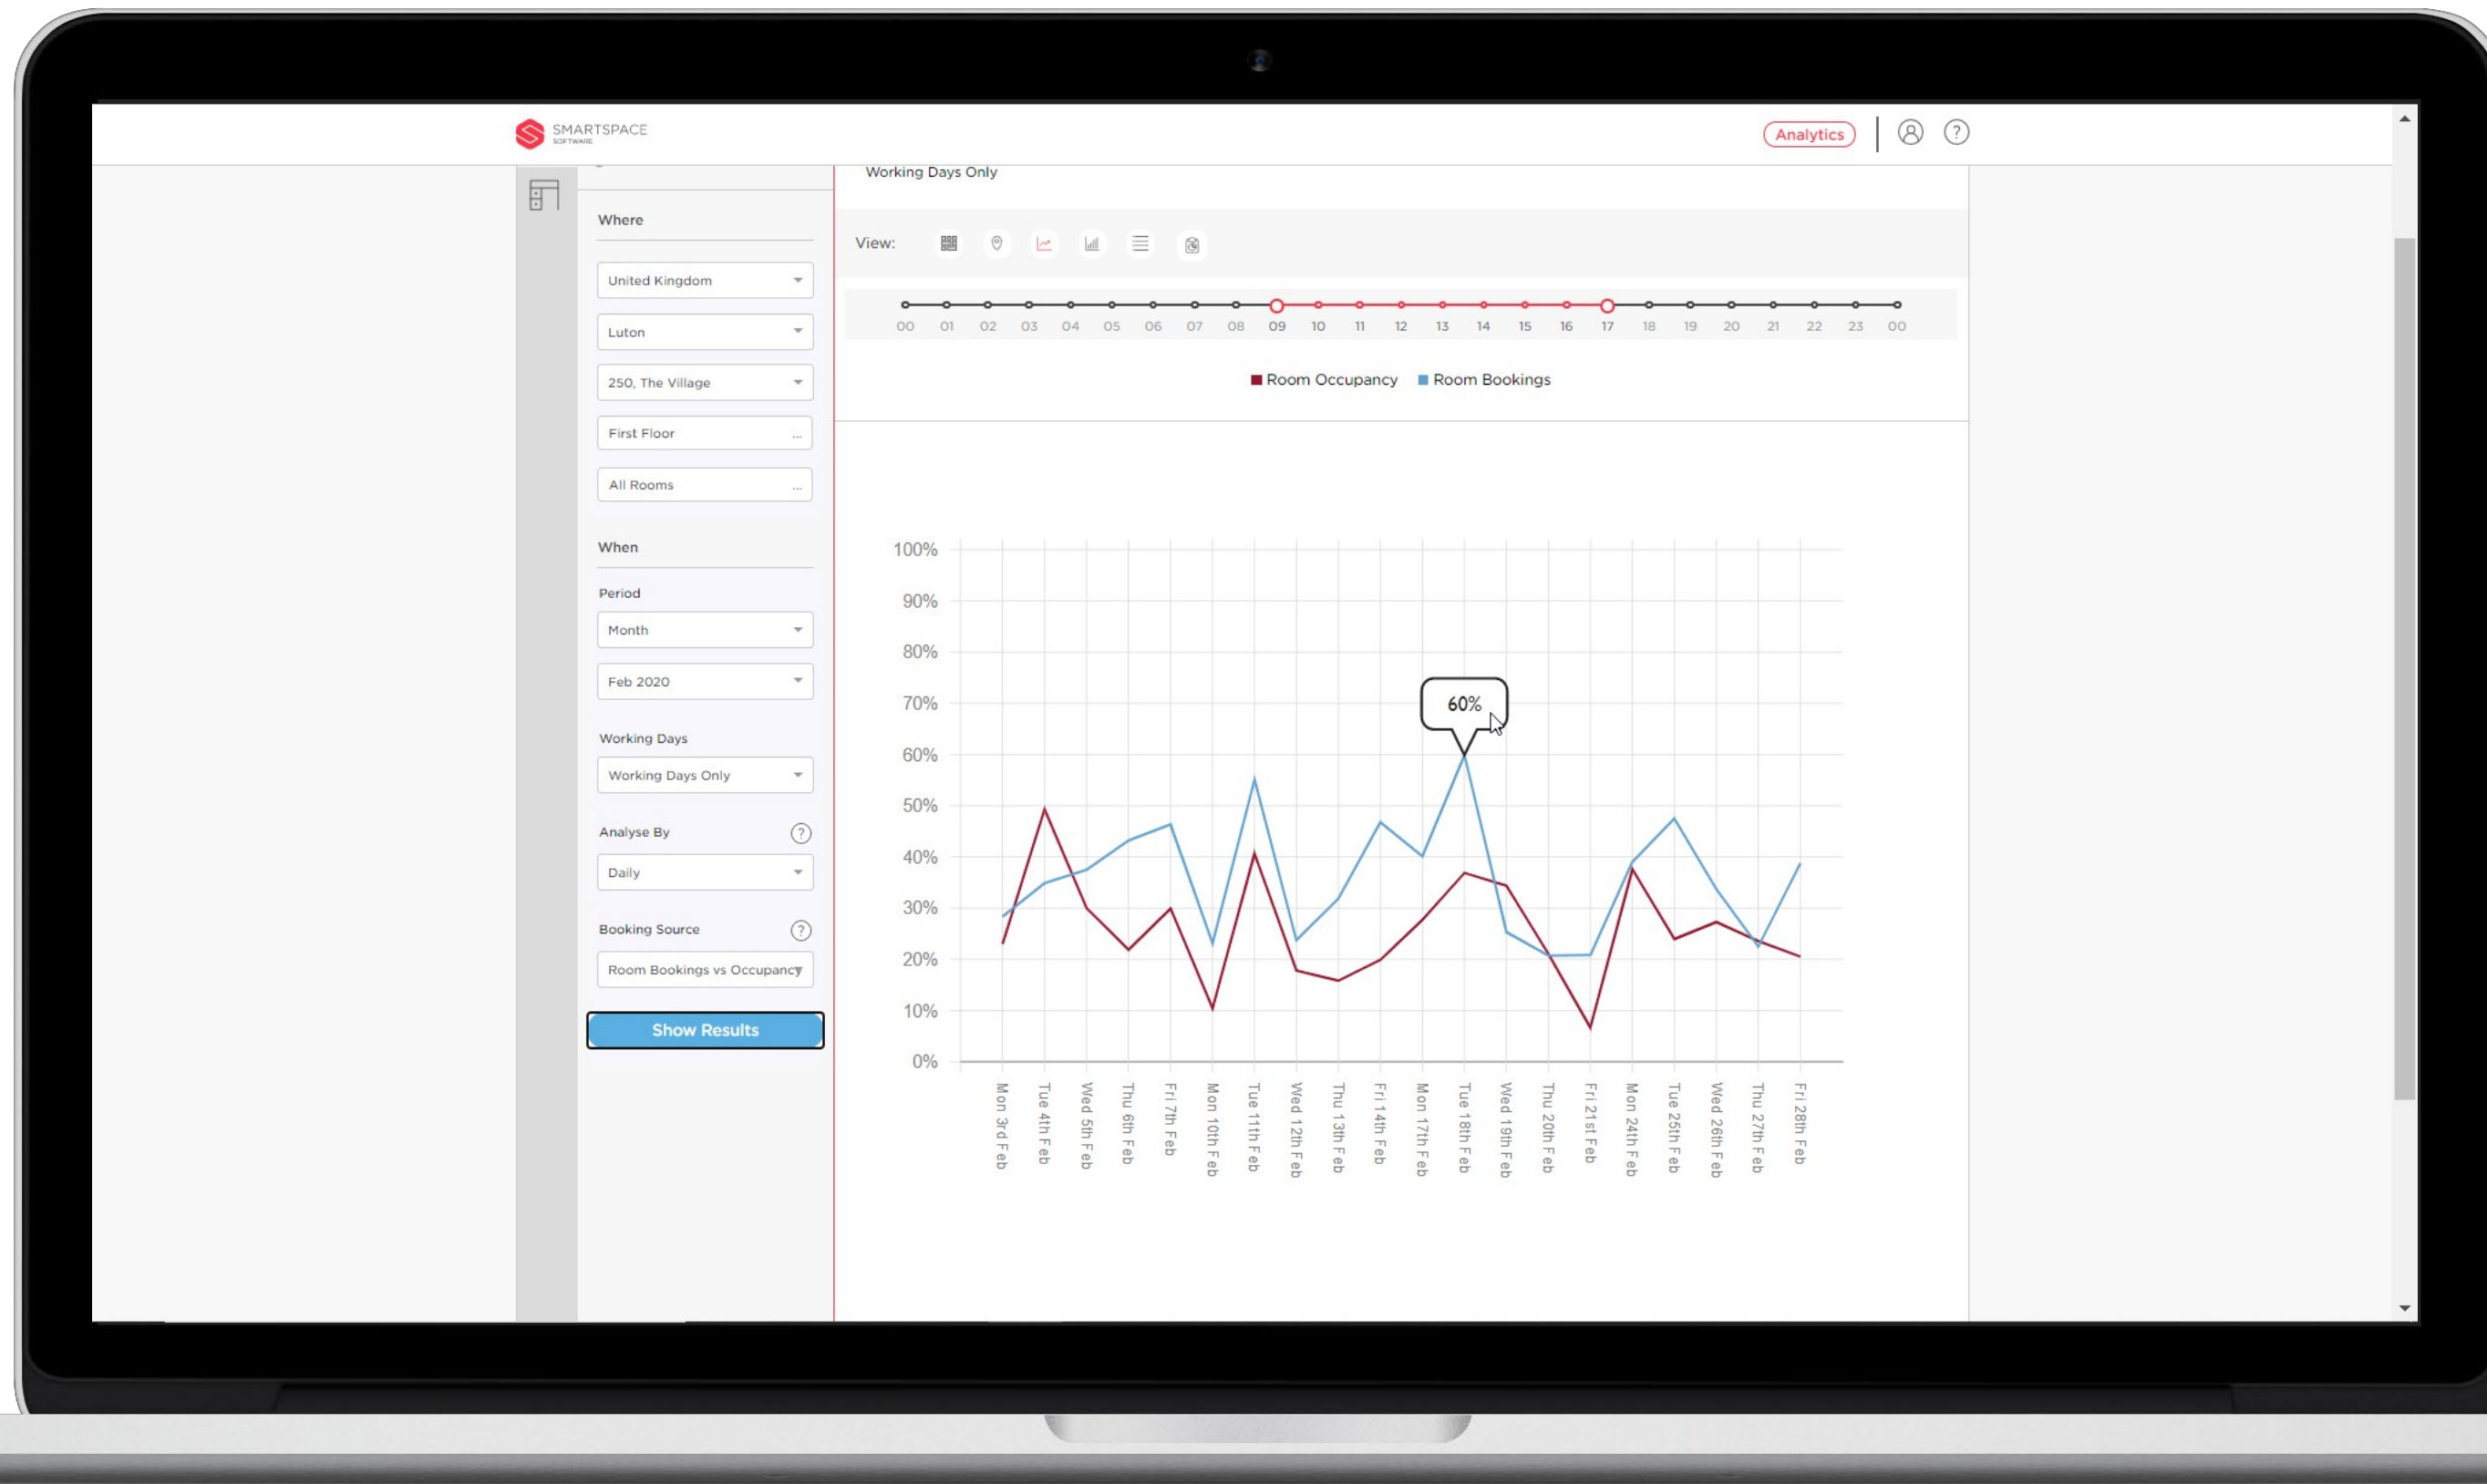 SMARTSPACE
SOFTWARE
Analytics
?
Where
United Kingdom
Luton
250, The Village
First Floor
...
All Rooms
...
When
Period
Month
Feb 2020
Working Days
Working Days Only
Analyse By
?
Daily
Booking Source
?
Room Bookings vs Occupancy
Show Results
Working Days Only
View:
00 01 02 03 04 05 06 07 08 09 10 11 12 13 14 15 16 17 18 19 20 21 22 23 00
Room Occupancy Room Bookings
100%
90%
80%
70%
60%
50%
40%
30%
20%
10%
0%
60%
Mon 3rd Feb
Tue 4th Feb
Wed 5th Feb
Thu 6th Feb
Fri 7th Feb
Mon 10th Feb
Tue 11th Feb
Wed 12th Feb
Thu 13th Feb
Fri 14th Feb
Mon 17th Feb
Tue 18th Feb
Wed 19th Feb
Thu 20th Feb
Fri 21st Feb
Mon 24th Feb
Tue 25th Feb
Wed 26th Feb
Thu 27th Feb
Fri 28th Feb